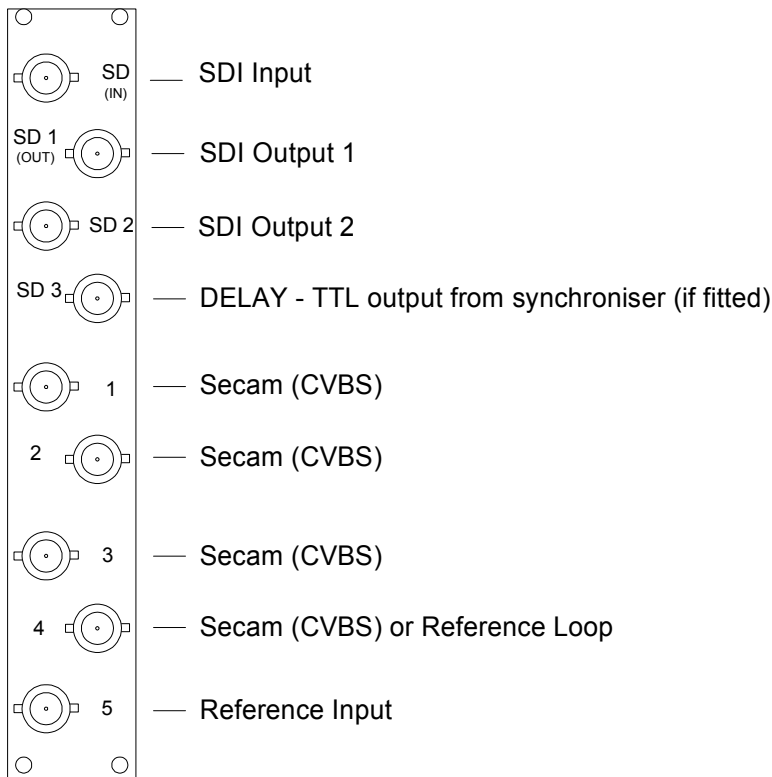 SD
(IN)
SDI Input
SD 1
(OUT)
SDI Output 1
SD 2
SDI Output 2
SD 3
DELAY - TTL output from synchroniser (if fitted)
1
Secam (CVBS)
2
Secam (CVBS)
3
Secam (CVBS)
4
Secam (CVBS) or Reference Loop
5
Reference Input